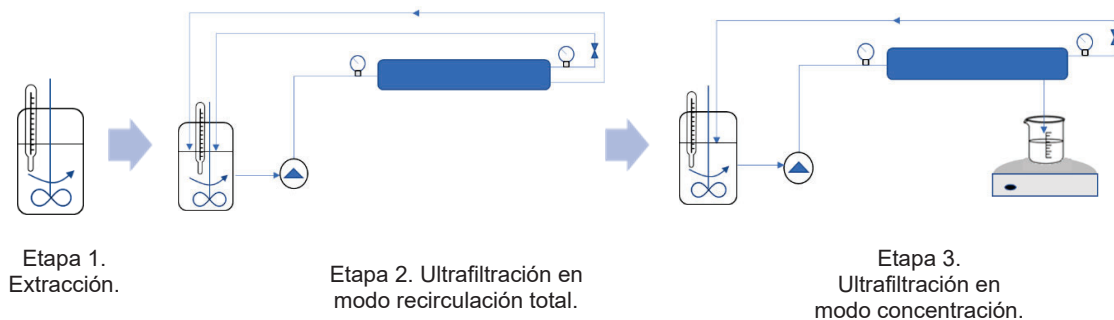 Etapa 1.
Extracción.
Etapa 2. Ultrafiltración en
modo recirculación total.
Etapa 3.
Ultrafiltración en
modo concentración.